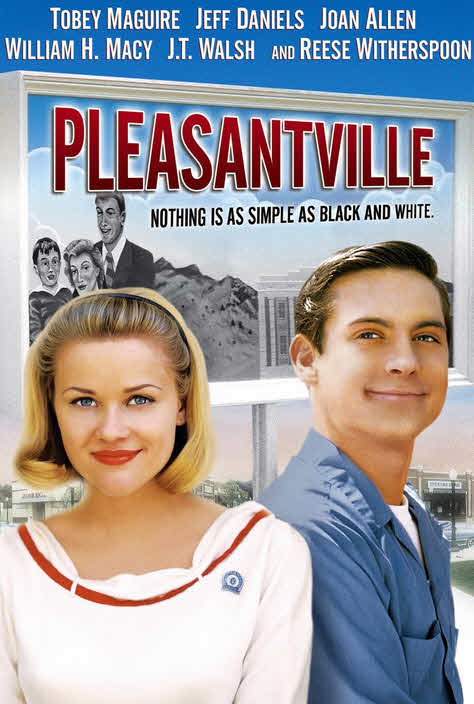 TOBEY MAGUIRE JEFF DANIELS JOAN ALLEN
WILLIAM H. MACY J.T. WALSH AND REESE WITHERSPOON
PLEASANTVILLE
NOTHING IS AS SIMPLE AS BLACK AND WHITE.